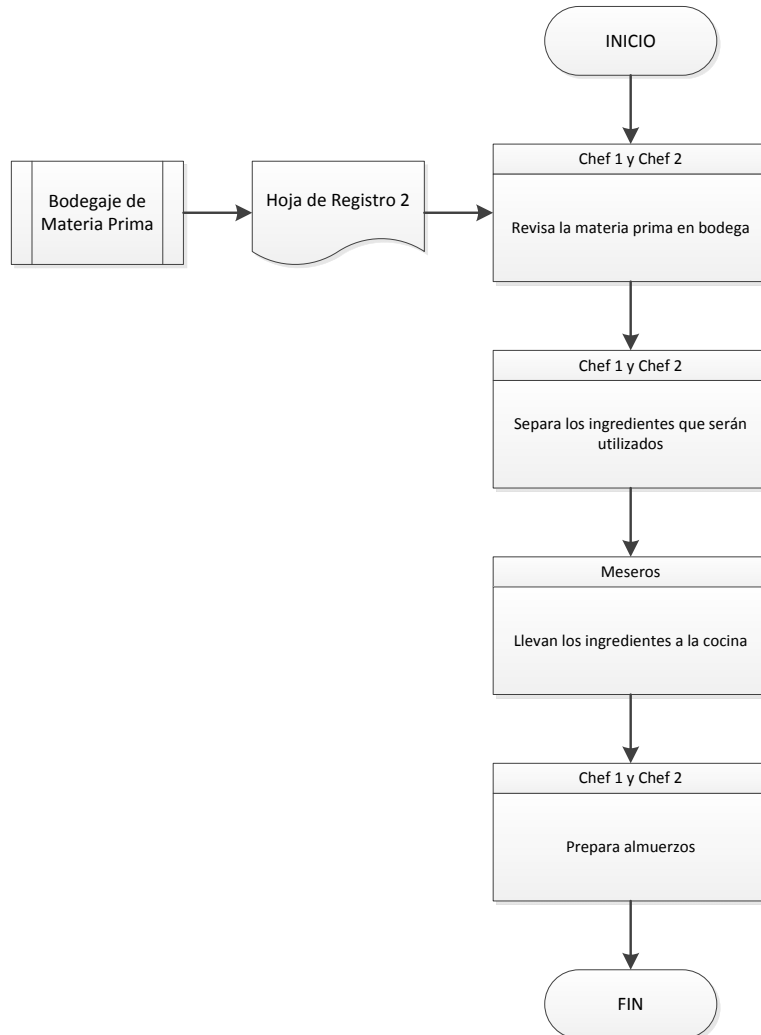 INICIO
Bodegaje de
Materia Prima
Hoja de Registro 2
Chef 1 y Chef 2
Revisa la materia prima en bodega
Chef 1 y Chef 2
Separa los ingredientes que serán
utilizados
Meseros
Llevan los ingredientes a la cocina
Chef 1 y Chef 2
Prepara almuerzos
FIN